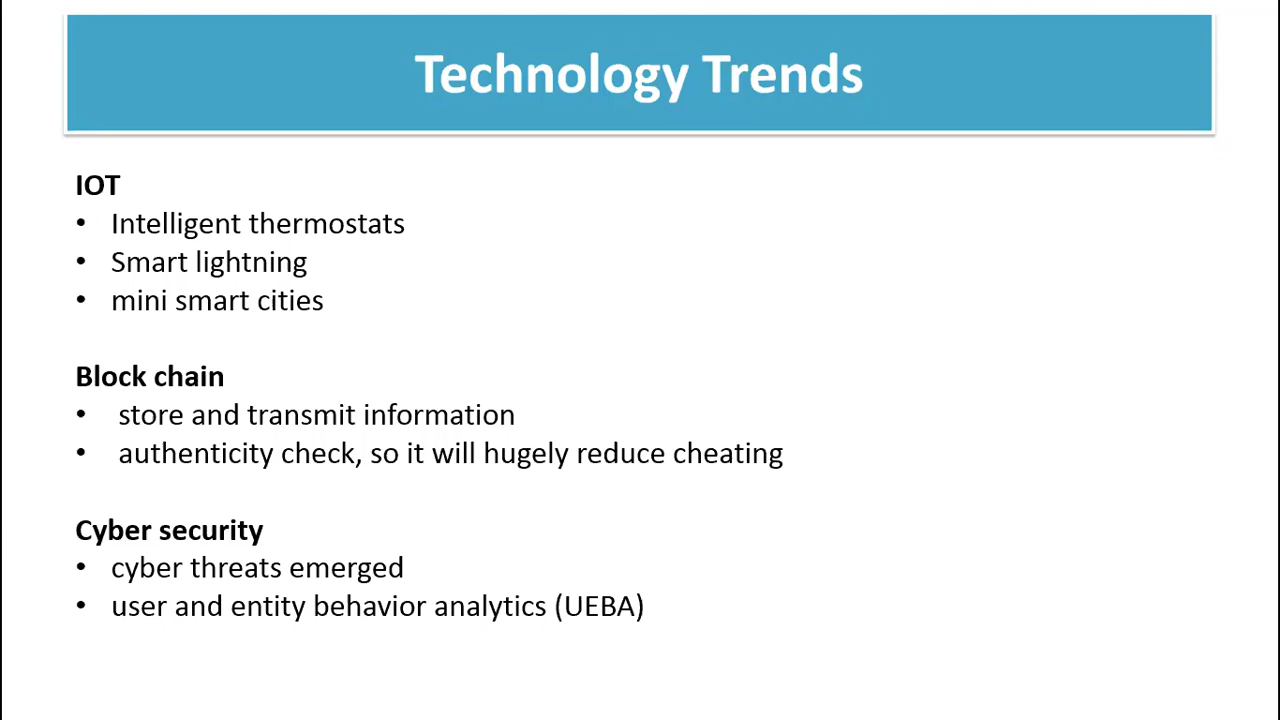 Technology Trends
IOT
• Intelligent thermostats
• Smart lightning
• mini smart cities
Block chain
• store and transmit information
• authenticity check, so it will hugely reduce cheating
Cyber security
• cyber threats emerged
• user and entity behavior analytics (UEBA)